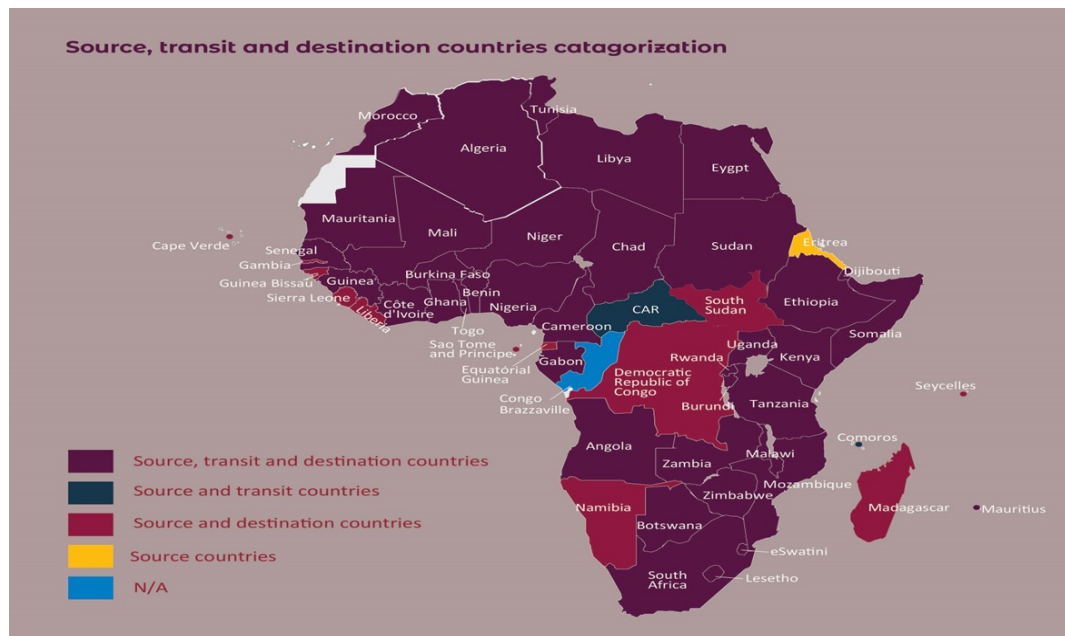 Source, transit and destination countries catagorization
Morocco
Tunisia
Algeria
Libya
Eygpt
Mauritania
Mali
Niger
Chad
Sudan
Eritrea
Cape Verde
Senegal
Gambia
Guinea Bissau
Guinea
Sierra Leone
Liberia
Côte
d'Ivoire
Burkina Faso
Ghana
Benin
Togo
Nigeria
Cameroon
CAR
South
Sudan
Ethiopia
Djibouti
Somalia
Sao Tome
and Principe
Equatórial
Guinea
Gabon
Congo
Brazzaville
Democratic
Republic of
Congo
Rwanda
Burundi
Uganda
Kenya
Tanzania
Seycelles
Comoros
Angola
Zambia
Malawi
Mozambique
Zimbabwe
Namibia
Botswana
Madagascar
Mauritius
eSwatini
South
Africa
Lesetho
Source, transit and destination countries
Source and transit countries
Source and destination countries
Source countries
N/A